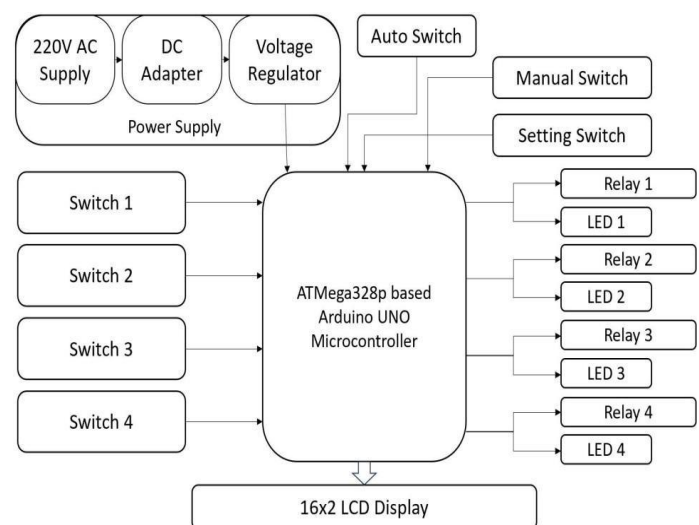 220V AC
Supply
DC
Adapter
Voltage
Regulator
Power Supply
Auto Switch
Manual Switch
Setting Switch
Switch 1
Switch 2
Switch 3
Switch 4
ATMega328p based
Arduino UNO
Microcontroller
Relay 1
LED 1
Relay 2
LED 2
Relay 3
LED 3
Relay 4
LED 4
16x2 LCD Display